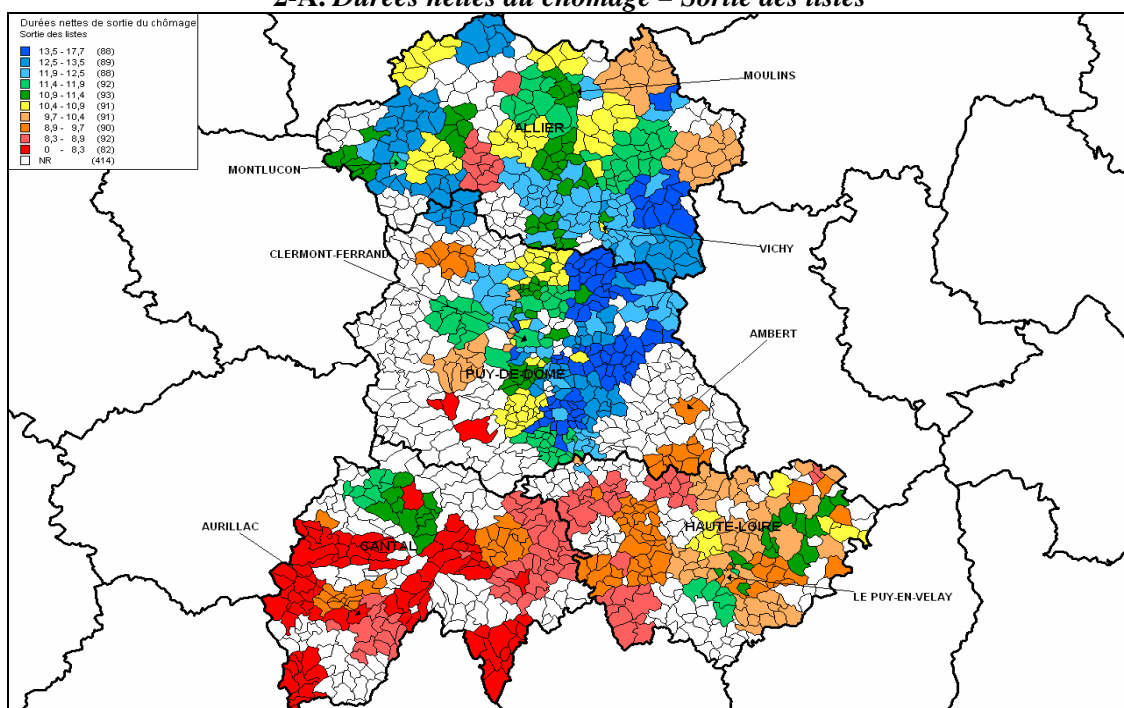 2-A. Durées nettes du chômage – Sortie des listes
Durées nettes de sortie du chômage
Sortie des listes
13,5 - 17,7 (88)
12,5 - 13,5 (89)
11,9 - 12,5 (88)
11,4 - 11,9 (92)
10,9 - 11,4 (93)
10,4 - 10,9 (91)
9,7 - 10,4 (91)
8,9 - 9,7 (90)
8,3 - 8,9 (92)
0 - 8,3 (82)
NR (414)
MOULINS
ALLIER
MONTLUCON
VICHY
CLERMONT-FERRAND
AMBERT
PUY-DE-DOME
AURILLAC
HAUTE-LOIRE
CANTAL
LE PUY-EN-VELAY